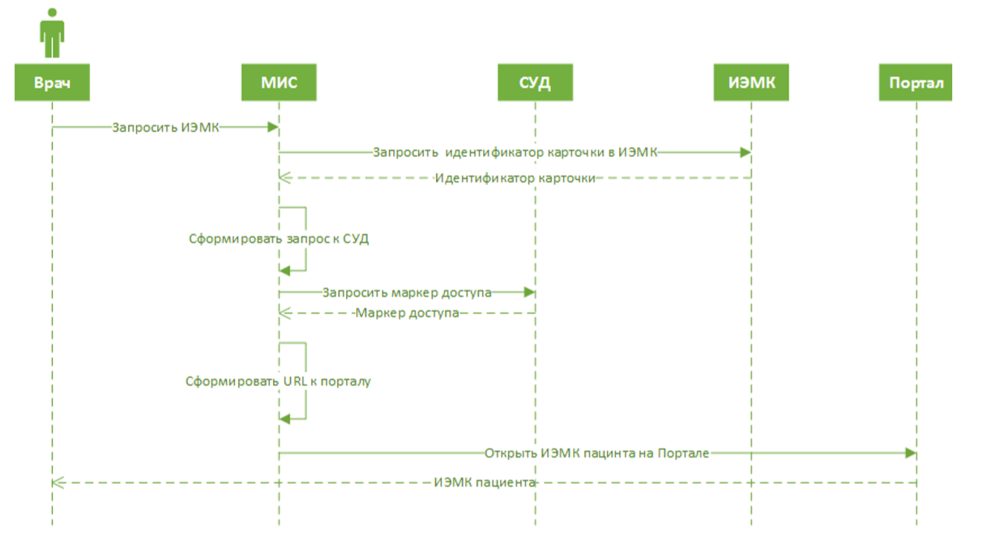 Врач
МИС
СУД
ИЭМК
Портал
Запросить ИЭМК
Запросить идентификатор карточки в ИЭМК
Идентификатор карточки
Сформировать запрос к СУД
Запросить маркер доступа
Маркер доступа
Сформировать URL к порталу
Открыть ИЭМК пацинта на Портале
ИЭМК пациента